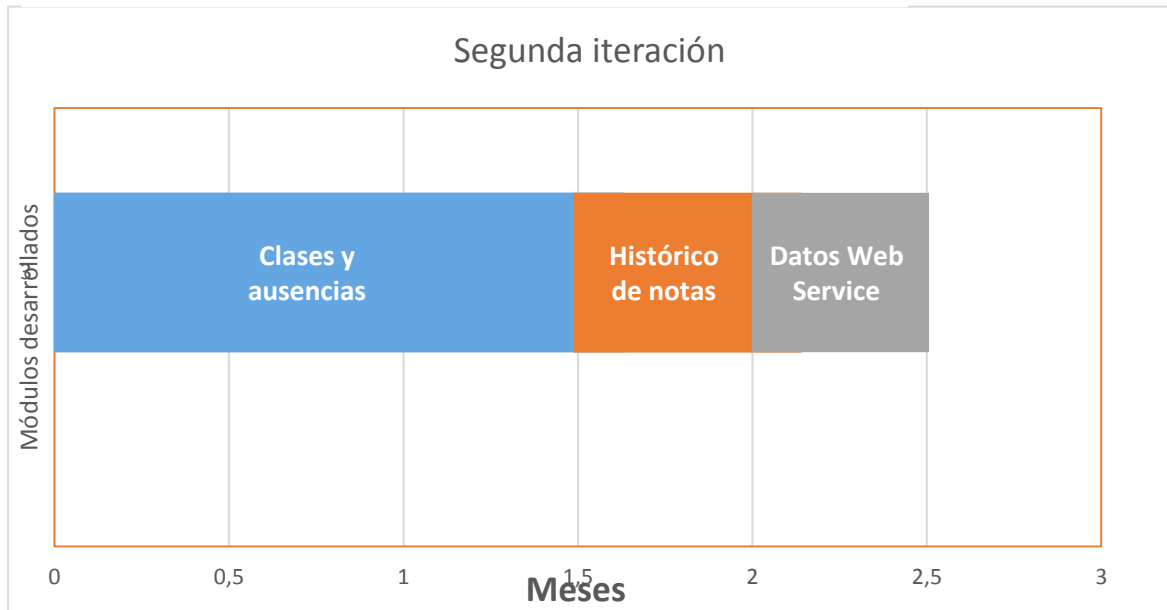 Segunda iteración
Módulos desarrollados
1
Clases y
ausencias
Histórico
de notas
Datos Web
Service
0
0,5
1
1,5
2
2,5
3
Meses